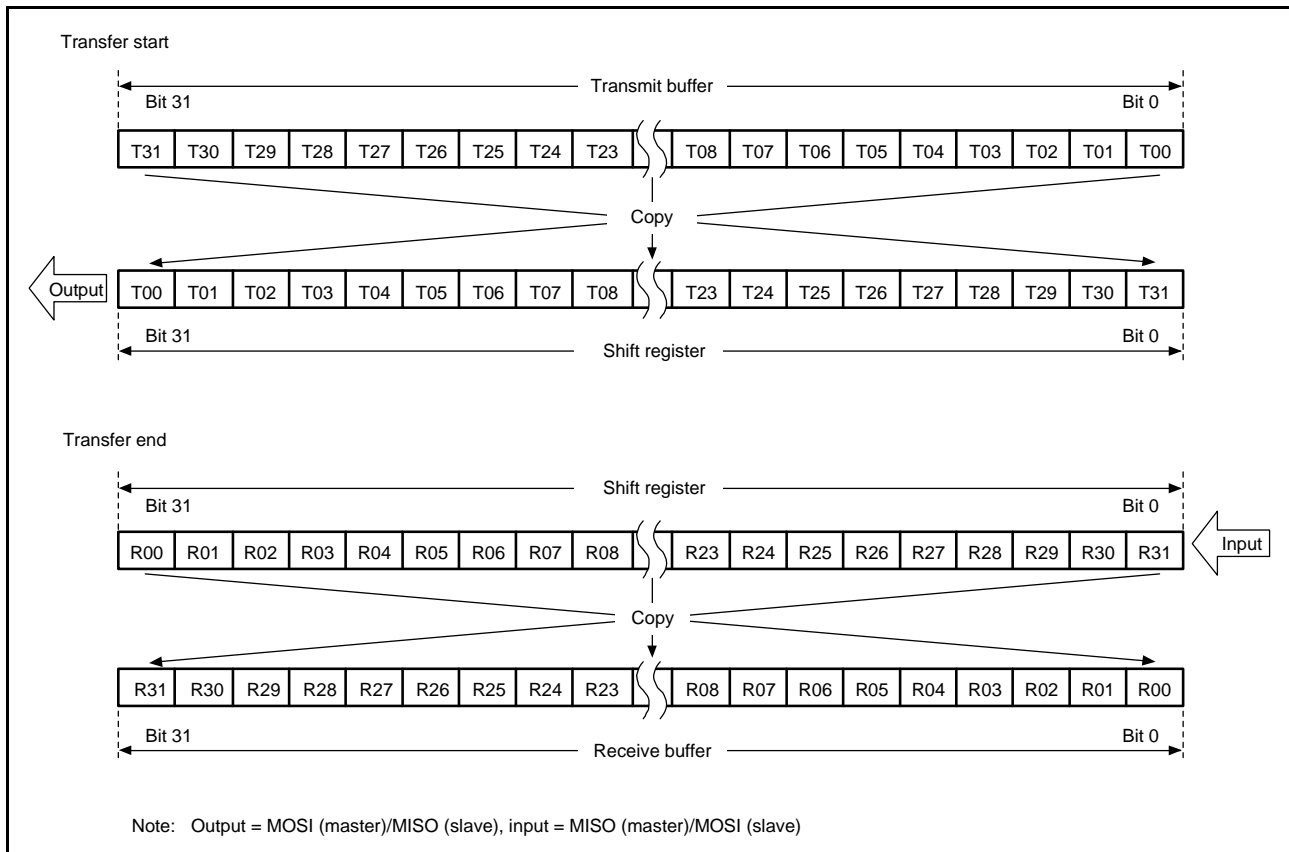 Transfer start
Transmit buffer
Bit 31 Bit 0
T31 T30 T29 T28 T27 T26 T25 T24 T23 T08 T07 T06 T05 T04 T03 T02 T01 T00
Copy
Output T00 T01 T02 T03 T04 T05 T06 T07 T08 T23 T24 T25 T26 T27 T28 T29 T30 T31
Bit 31 Bit 0
Shift register
Transfer end
Shift register
Bit 31 Bit 0
R00 R01 R02 R03 R04 R05 R06 R07 R08 R23 R24 R25 R26 R27 R28 R29 R30 R31 Input
Copy
R31 R30 R29 R28 R27 R26 R25 R24 R23 R08 R07 R06 R05 R04 R03 R02 R01 R00
Bit 31 Bit 0
Receive buffer
Note: Output = MOSI (master)/MISO (slave), input = MISO (master)/MOSI (slave)